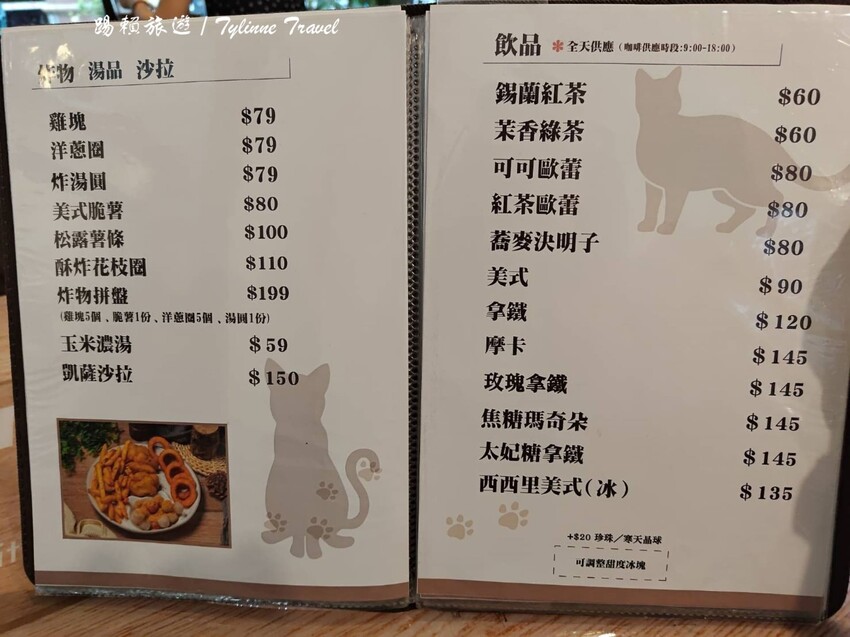 踢賴旅遊 / Tylinne Travel
炸物 湯品 沙拉
雞塊 $79
洋蔥圈 $79
炸湯圓 $79
美式脆薯 $80
松露薯條 $100
酥炸花枝圈 $110
炸物拼盤 $199
(雞塊5個、脆薯1份、洋蔥圈5個、湯圓1份)
玉米濃湯 $59
凱薩沙拉 $150
飲品 *全天供應 (咖啡供應時段:9:00-18:00)
錫蘭紅茶 $60
茉香綠茶 $60
可可歐蕾 $80
紅茶歐蕾 $80
蕎麥決明子 $80
美式 $90
拿鐵 $120
摩卡 $145
玫瑰拿鐵 $145
焦糖瑪奇朵 $145
太妃糖拿鐵 $145
西西里美式(冰) $135
+$20 珍珠/寒天晶球
可調整甜度冰塊